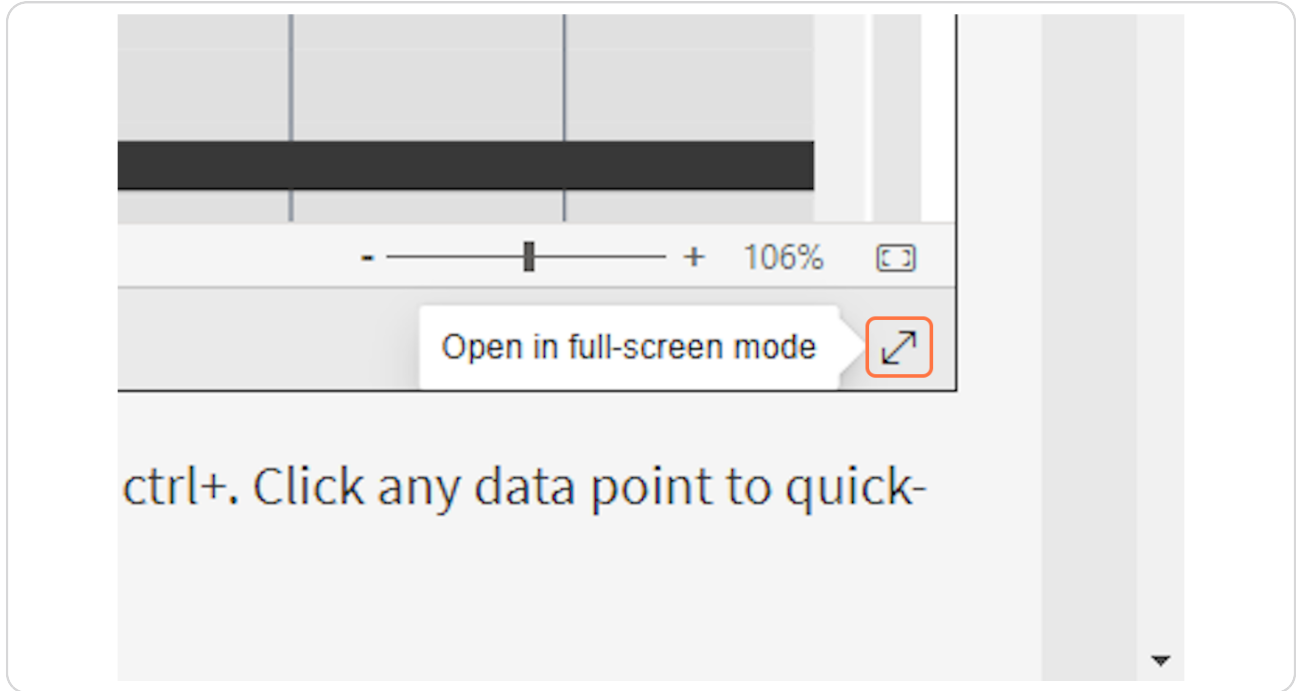 - + 106%
Open in full-screen mode
ctrl+. Click any data point to quick-